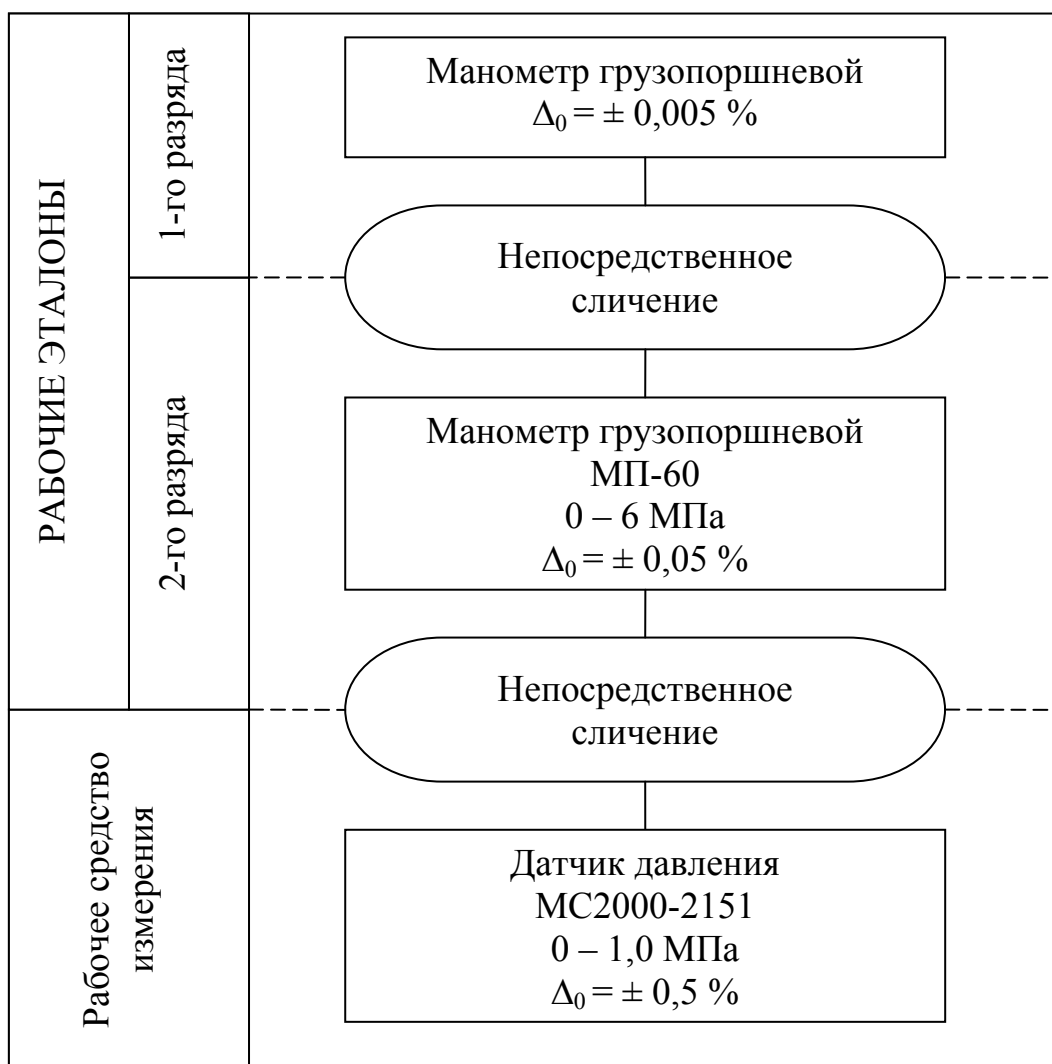 РАБОЧИЕ ЭТАЛОНЫ
1-го разряда
Манометр грузопоршневой
Δ₀ = ± 0,005 %
Непосредственное
сличение
2-го разряда
Манометр грузопоршневой
МП-60
0 – 6 МПа
Δ₀ = ± 0,05 %
Непосредственное
сличение
Рабочее средство
измерения
Датчик давления
МС2000-2151
0 – 1,0 МПа
Δ₀ = ± 0,5 %